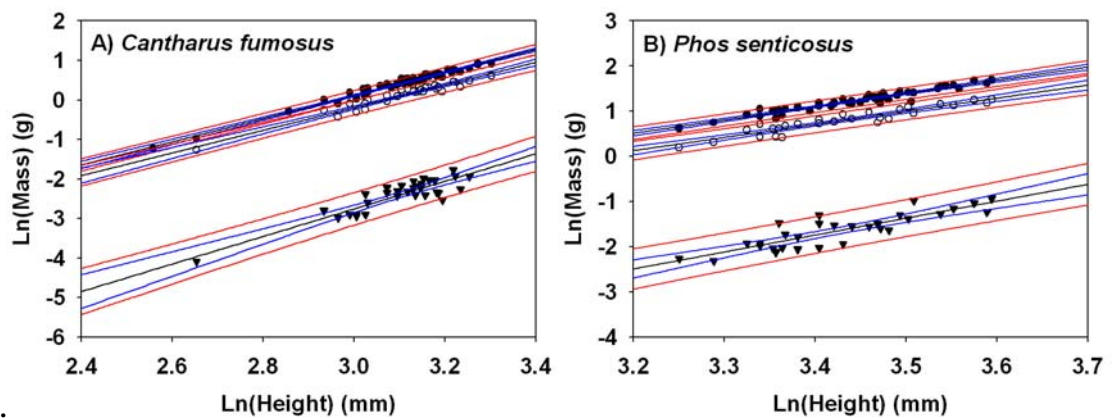 A) Cantharus fumosus
Ln(Mass) (g)
2
1
0
-1
-2
-3
-4
-5
-6
2.4 2.6 2.8 3.0 3.2 3.4
Ln(Height) (mm)
B) Phos senticosus
Ln(Mass) (g)
3
2
1
0
-1
-2
-3
-4
3.2 3.3 3.4 3.5 3.6 3.7
Ln(Height) (mm)
.